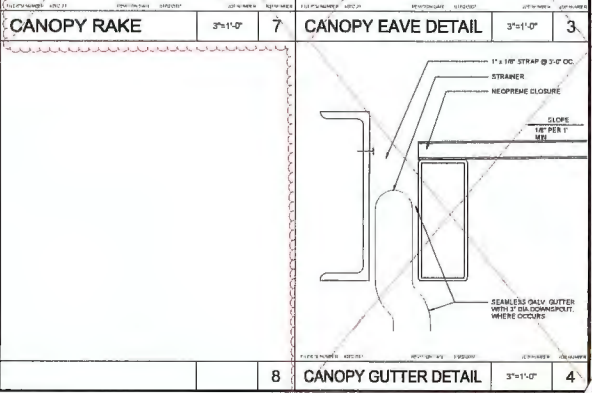 CANOPY RAKE
3"=1'-0"
7
CANOPY EAVE DETAIL
3"=1'-0"
3
1" x 1/8" STRAP @ 3'-0" OC.
STRAINER
NEOPREME CLOSURE
SLOPE
1/8" PER 1'
MIN
SEAMLESS GALV. GUTTER
WITH 3" DIA DOWNSPOUT,
WHERE OCCURS
8
CANOPY GUTTER DETAIL
3"=1'-0"
4